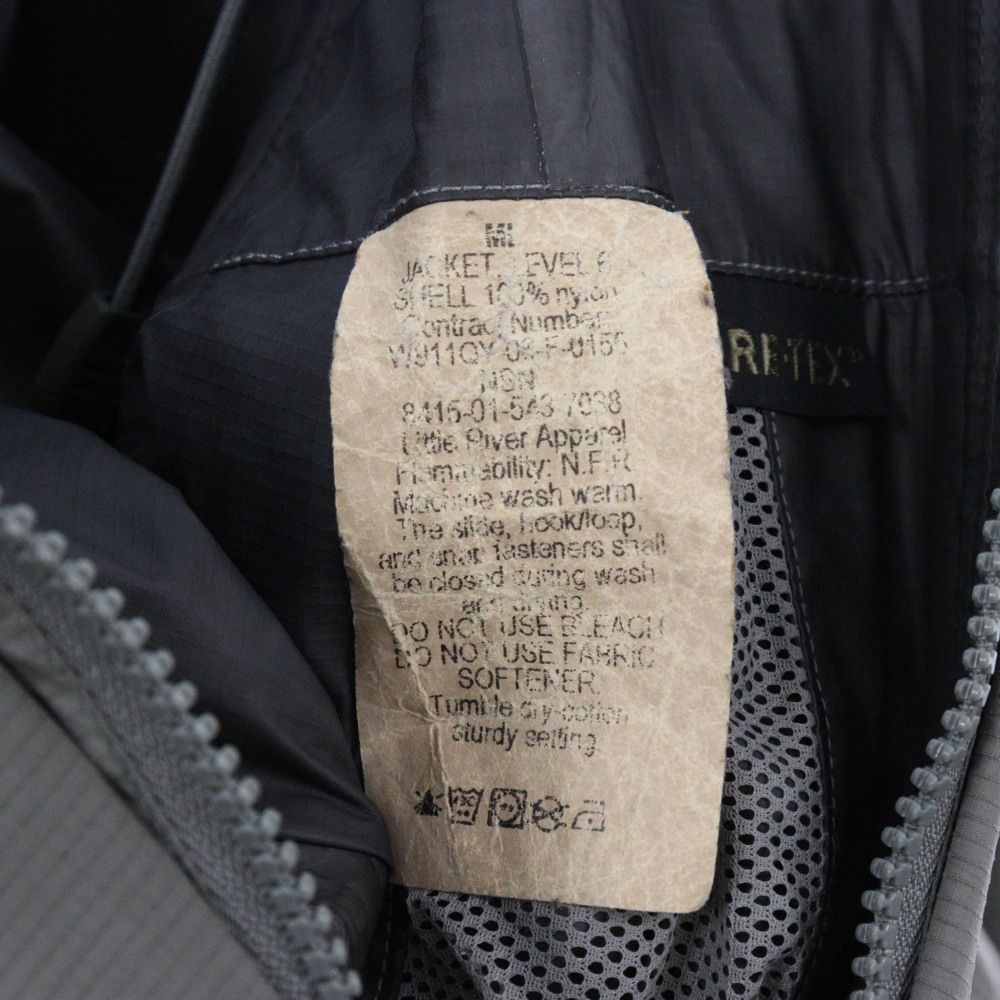 ML
JACKET, LEVEL 6
SHELL 100% nylon
Contract Number
W911QY-08-F-0155
NSN
8415-01-543-7038
Little River Apparel
Flammability: N.F.R.
Machine wash warm.
The slide, hook/loop,
and snap fasteners shall
be closed during wash
and drying.
DO NOT USE BLEACH
DO NOT USE FABRIC
SOFTENER.
Tumble dry-cotton
sturdy setting.
RE-TEX®